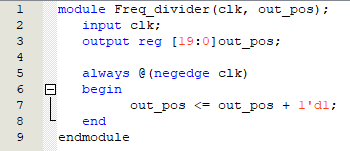 1 module Freq_divider(clk, out_pos);
2 input clk;
3 output reg [19:0]out_pos;
4
5 always @(negedge clk)
6 begin
7 out_pos <= out_pos + 1'd1;
8 end
9 endmodule